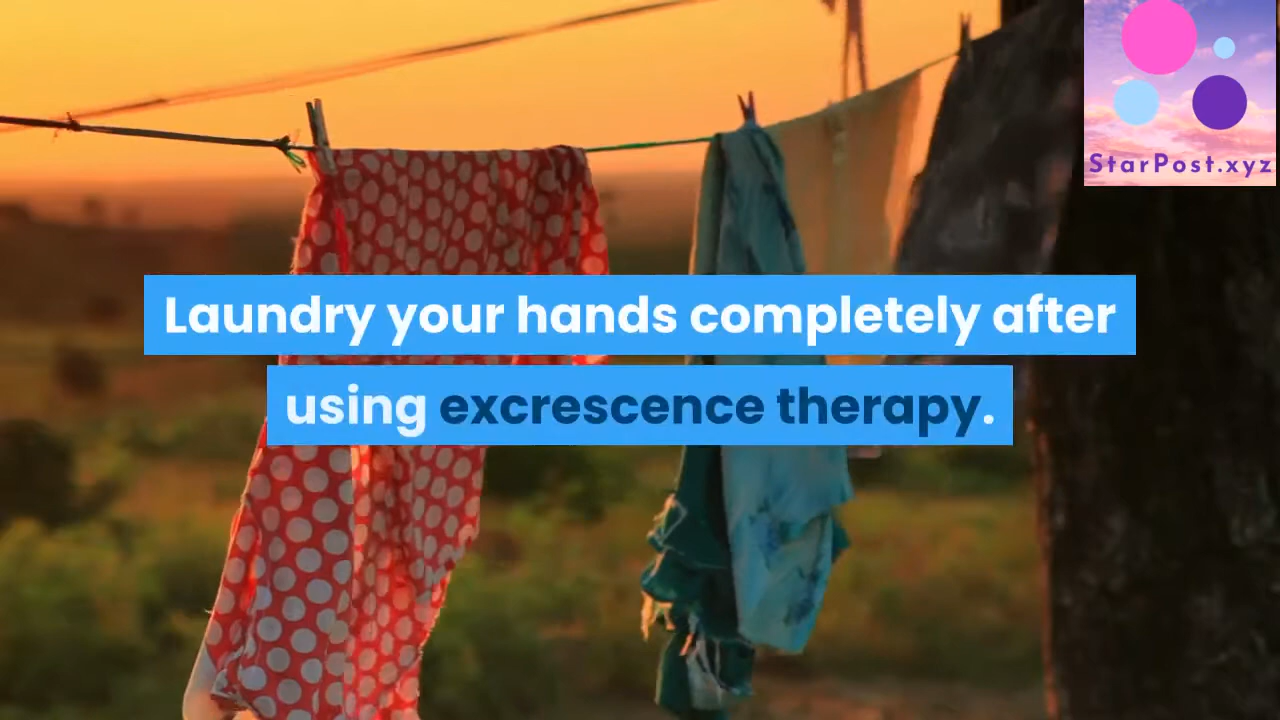 StarPost.xyz
Laundry your hands completely after
using excrescence therapy.